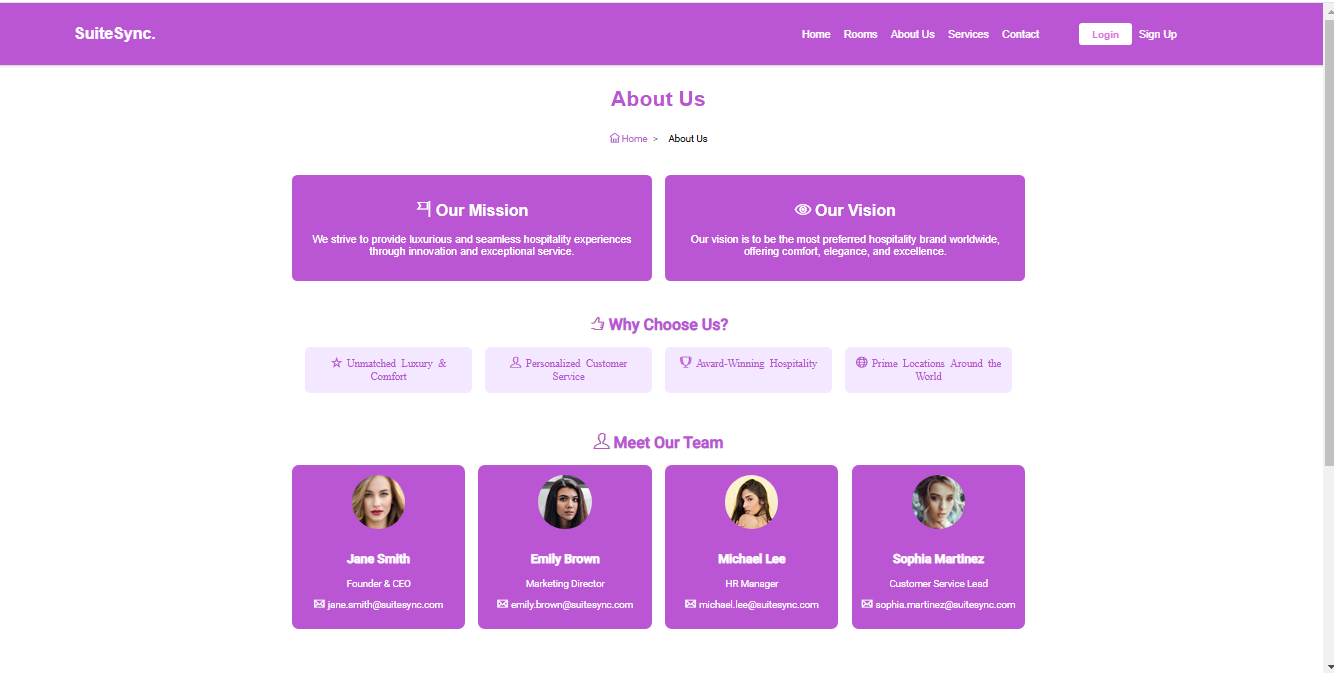 SuiteSync.
Home Rooms About Us Services Contact Login Sign Up
About Us
Home > About Us
Our Mission
We strive to provide luxurious and seamless hospitality experiences
through innovation and exceptional service.
Our Vision
Our vision is to be the most preferred hospitality brand worldwide,
offering comfort, elegance, and excellence.
Why Choose Us?
Unmatched Luxury &
Comfort
Personalized Customer
Service
Award-Winning Hospitality
Prime Locations Around the
World
Meet Our Team
Jane Smith
Founder & CEO
jane.smith@suitesync.com
Emily Brown
Marketing Director
emily.brown@suitesync.com
Michael Lee
HR Manager
michael.lee@suitesync.com
Sophia Martinez
Customer Service Lead
sophia.martinez@suitesync.com